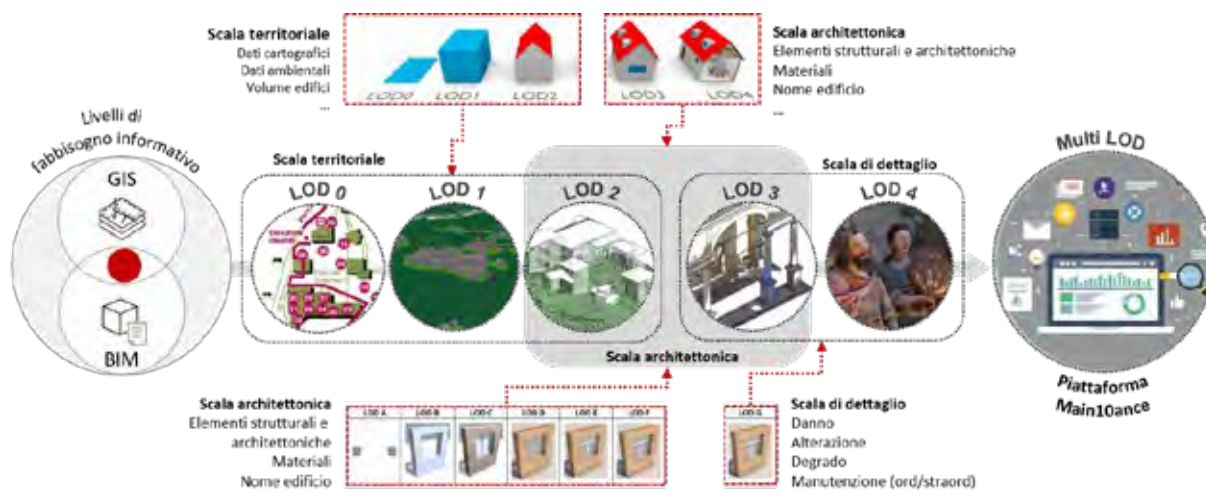 Scala territoriale
Dati cartografici
Dati ambientali
Volume edifici
...
LOD0 LOD1 LOD2
LOD3 LOD4
Scala architettonica
Elementi strutturali e architettoniche
Materiali
Nome edificio
...
Livelli di
fabbisogno informativo
GIS
BIM
Scala territoriale
LOD 0
LOD 1
LOD 2
LOD 3
LOD 4
Scala di dettaglio
Scala architettonica
Multi LOD
Piattaforma
Main10ance
Scala architettonica
Elementi strutturali e
architettoniche
Materiali
Nome edificio
LOD A LOD B LOD C LOD D LOD E LOD F
LOD G
Scala di dettaglio
Danno
Alterazione
Degrado
Manutenzione (ord/straord)